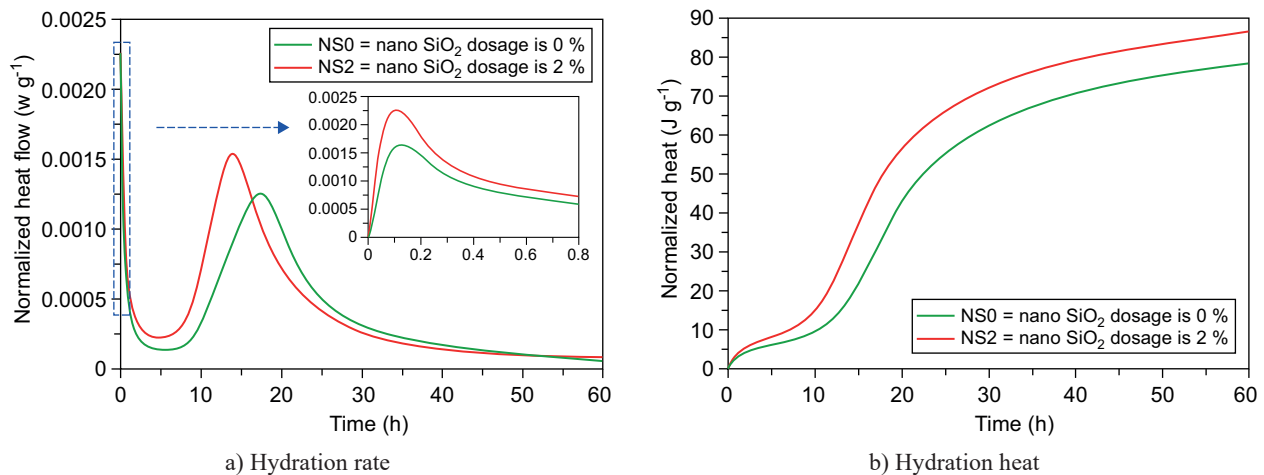 0.0025
0.0020
0.0015
0.0010
0.0005
0
Normalized heat flow (w g⁻¹)
NS0 = nano SiO₂ dosage is 0 %
NS2 = nano SiO₂ dosage is 2 %
0.0025
0.0020
0.0015
0.0010
0.0005
0
0 0.2 0.4 0.6 0.8
0 10 20 30 40 50 60
Time (h)
a) Hydration rate
90
80
70
60
50
40
30
20
10
0
Normalized heat (J g⁻¹)
NS0 = nano SiO₂ dosage is 0 %
NS2 = nano SiO₂ dosage is 2 %
0 10 20 30 40 50 60
Time (h)
b) Hydration heat